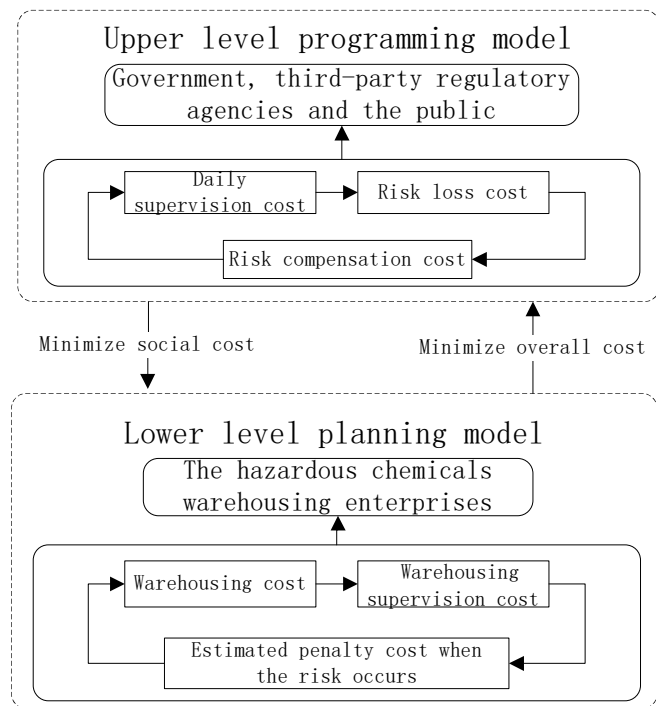 Upper level programming model
Government, third-party regulatory
agencies and the public
Daily
supervision cost
Risk loss cost
Risk compensation cost
Minimize social cost
Minimize overall cost
Lower level planning model
The hazardous chemicals
warehousing enterprises
Warehousing cost
Warehousing
supervision cost
Estimated penalty cost when
the risk occurs